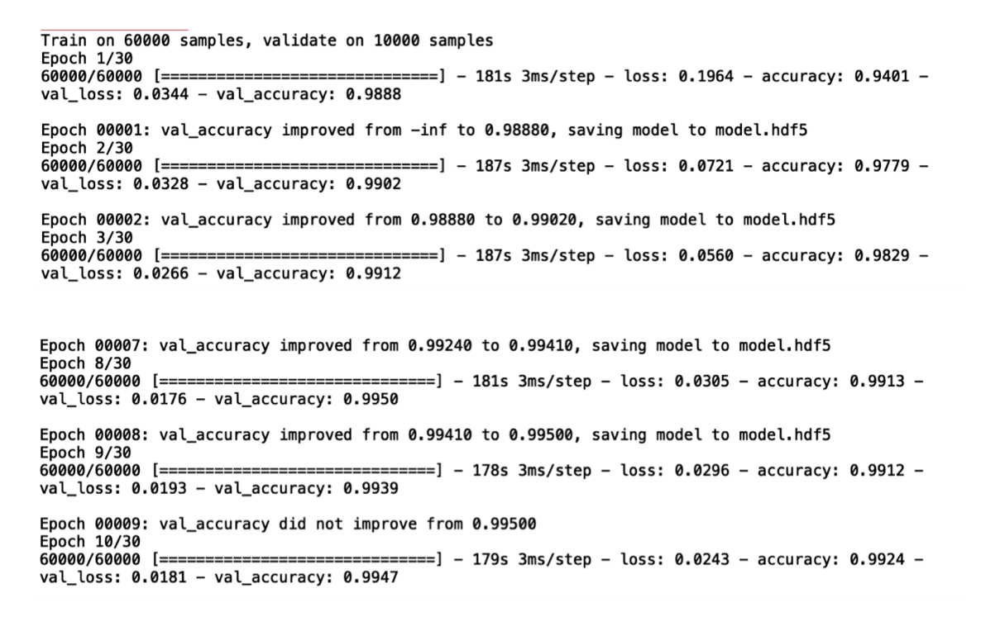 Train on 60000 samples, validate on 10000 samples
Epoch 1/30
60000/60000 [==============================] - 181s 3ms/step - loss: 0.1964 - accuracy: 0.9401 -
val_loss: 0.0344 - val_accuracy: 0.9888
Epoch 00001: val_accuracy improved from -inf to 0.98880, saving model to model.hdf5
Epoch 2/30
60000/60000 [==============================] - 187s 3ms/step - loss: 0.0721 - accuracy: 0.9779 -
val_loss: 0.0328 - val_accuracy: 0.9902
Epoch 00002: val_accuracy improved from 0.98880 to 0.99020, saving model to model.hdf5
Epoch 3/30
60000/60000 [==============================] - 187s 3ms/step - loss: 0.0560 - accuracy: 0.9829 -
val_loss: 0.0266 - val_accuracy: 0.9912
Epoch 00007: val_accuracy improved from 0.99240 to 0.99410, saving model to model.hdf5
Epoch 8/30
60000/60000 [==============================] - 181s 3ms/step - loss: 0.0305 - accuracy: 0.9913 -
val_loss: 0.0176 - val_accuracy: 0.9950
Epoch 00008: val_accuracy improved from 0.99410 to 0.99500, saving model to model.hdf5
Epoch 9/30
60000/60000 [==============================] - 178s 3ms/step - loss: 0.0296 - accuracy: 0.9912 -
val_loss: 0.0193 - val_accuracy: 0.9939
Epoch 00009: val_accuracy did not improve from 0.99500
Epoch 10/30
60000/60000 [==============================] - 179s 3ms/step - loss: 0.0243 - accuracy: 0.9924 -
val_loss: 0.0181 - val_accuracy: 0.9947